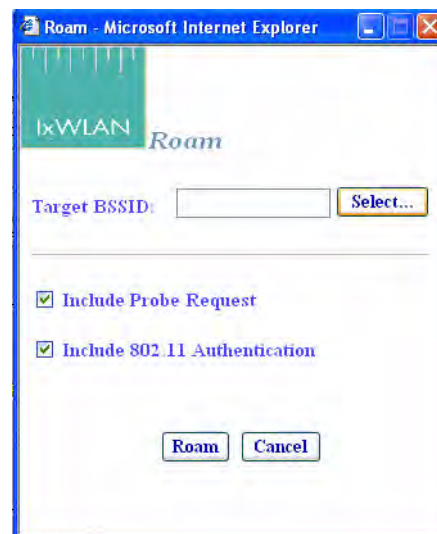 Roam - Microsoft Internet Explorer
IxWLAN
Roam
Target BSSID: Select...
Include Probe Request
Include 802.11 Authentication
Roam Cancel